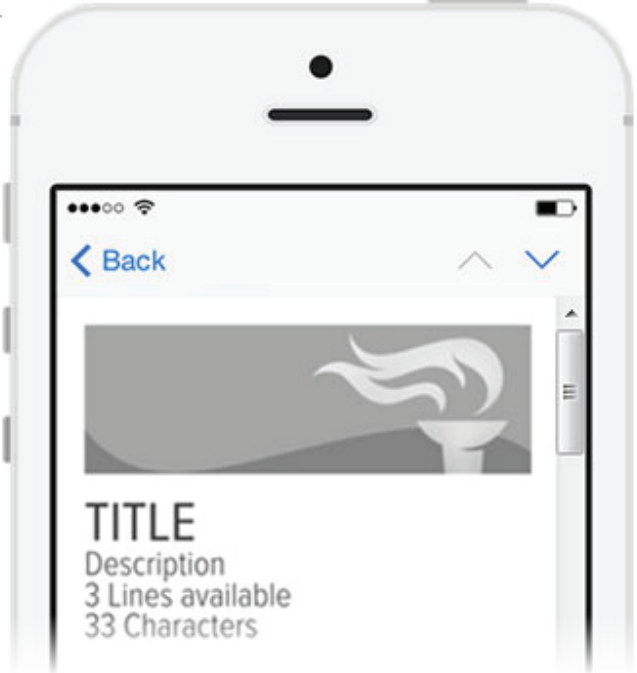 Back
TITLE
Description
3 Lines available
33 Characters